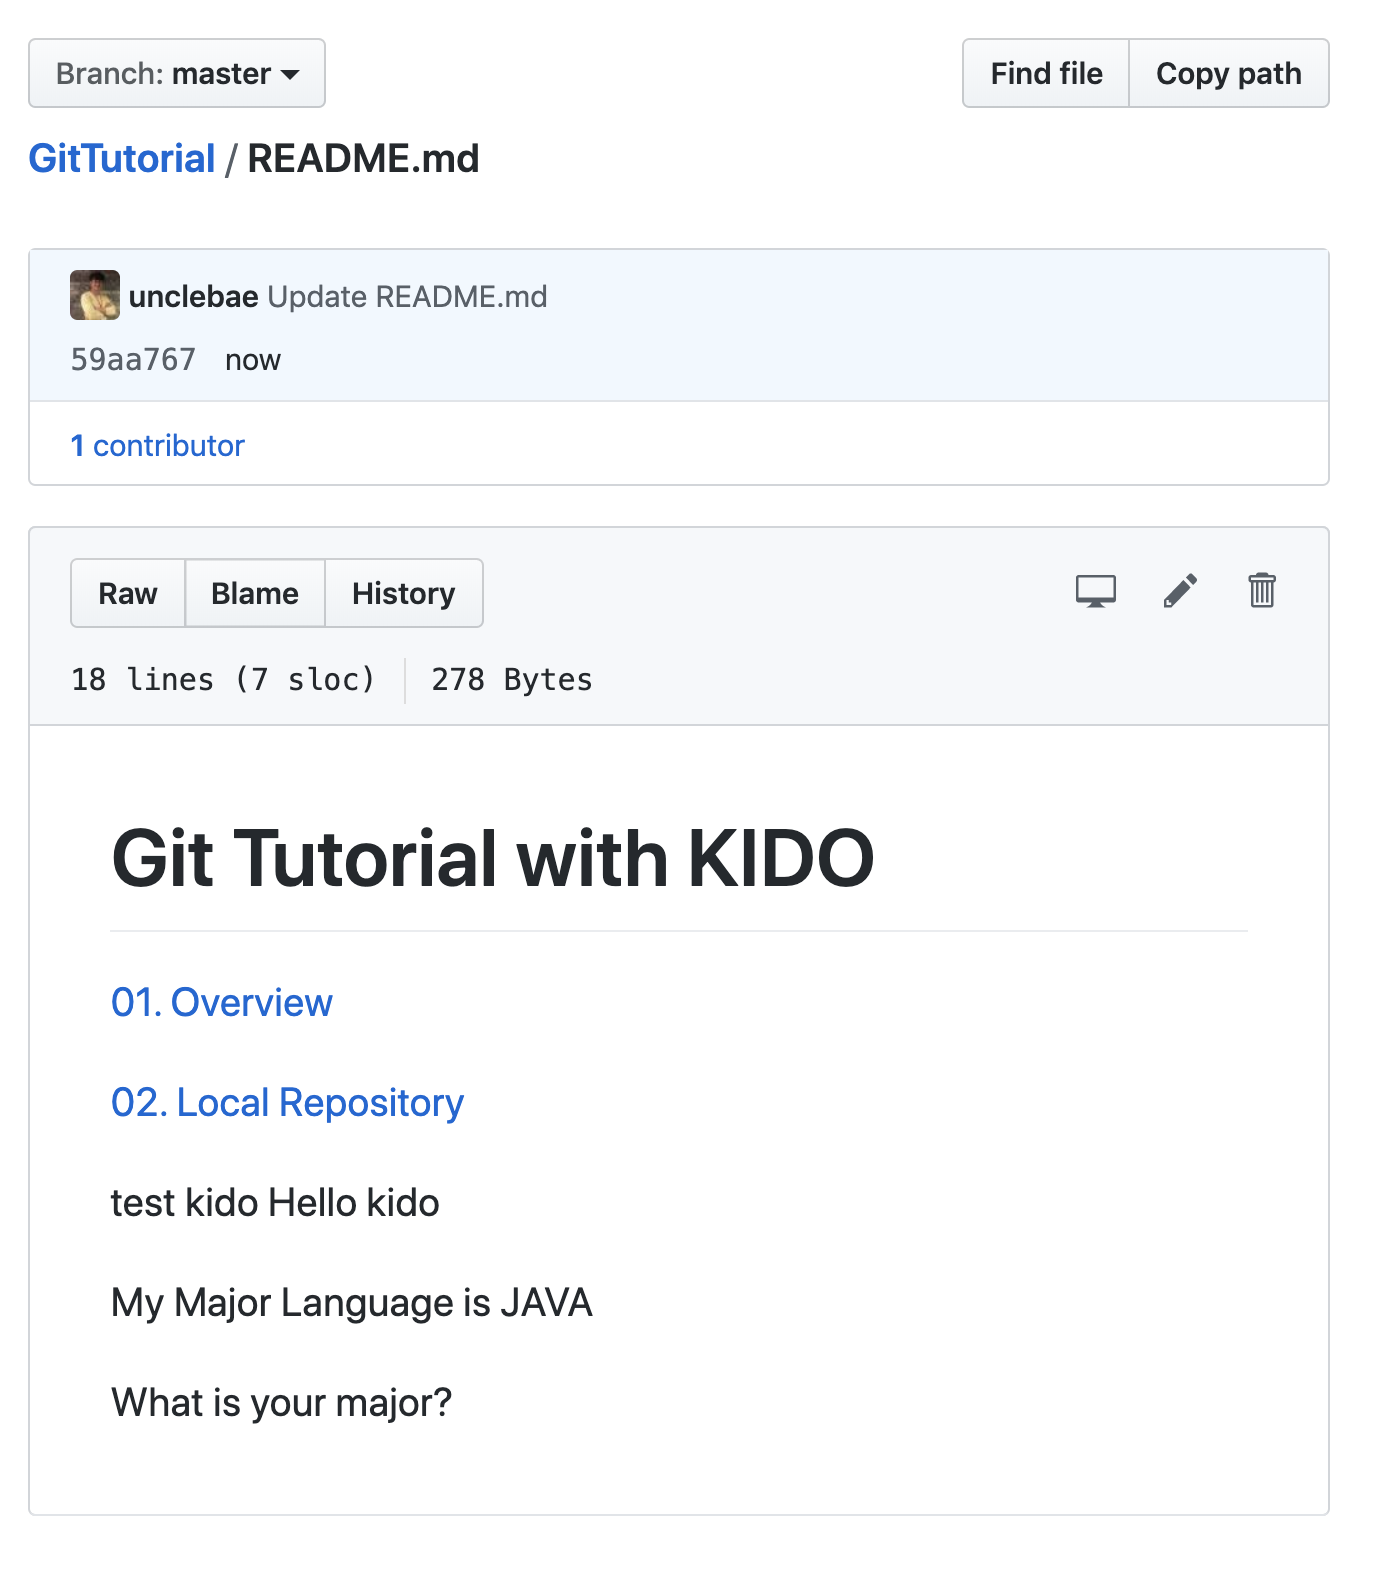 Branch: master
Find file
Copy path
GitTutorial / README.md
unclebae Update README.md
59aa767 now
1 contributor
Raw
Blame
History
18 lines (7 sloc)
278 Bytes
Git Tutorial with KIDO
01. Overview
02. Local Repository
test kido Hello kido
My Major Language is JAVA
What is your major?